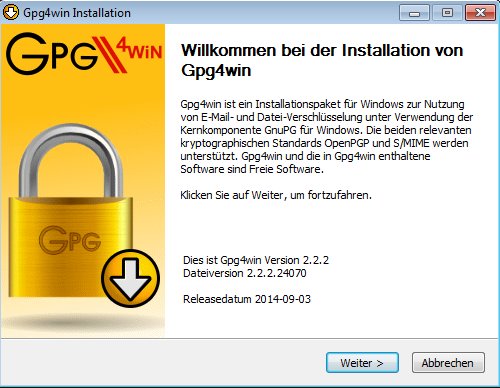 Gpg4win Installation
GPG4WiN
Willkommen bei der Installation von
Gpg4win
Gpg4win ist ein Installationspaket für Windows zur Nutzung
von E-Mail- und Datei-Verschlüsselung unter Verwendung der
Kernkomponente GnuPG für Windows. Die beiden relevanten
kryptographischen Standards OpenPGP und S/MIME werden
unterstützt. Gpg4win und die in Gpg4win enthaltene
Software sind Freie Software.
Klicken Sie auf Weiter, um fortzufahren.
GPG
Dies ist Gpg4win Version 2.2.2
Dateiversion 2.2.2.24070
Releasedatum 2014-09-03
Weiter >
Abbrechen